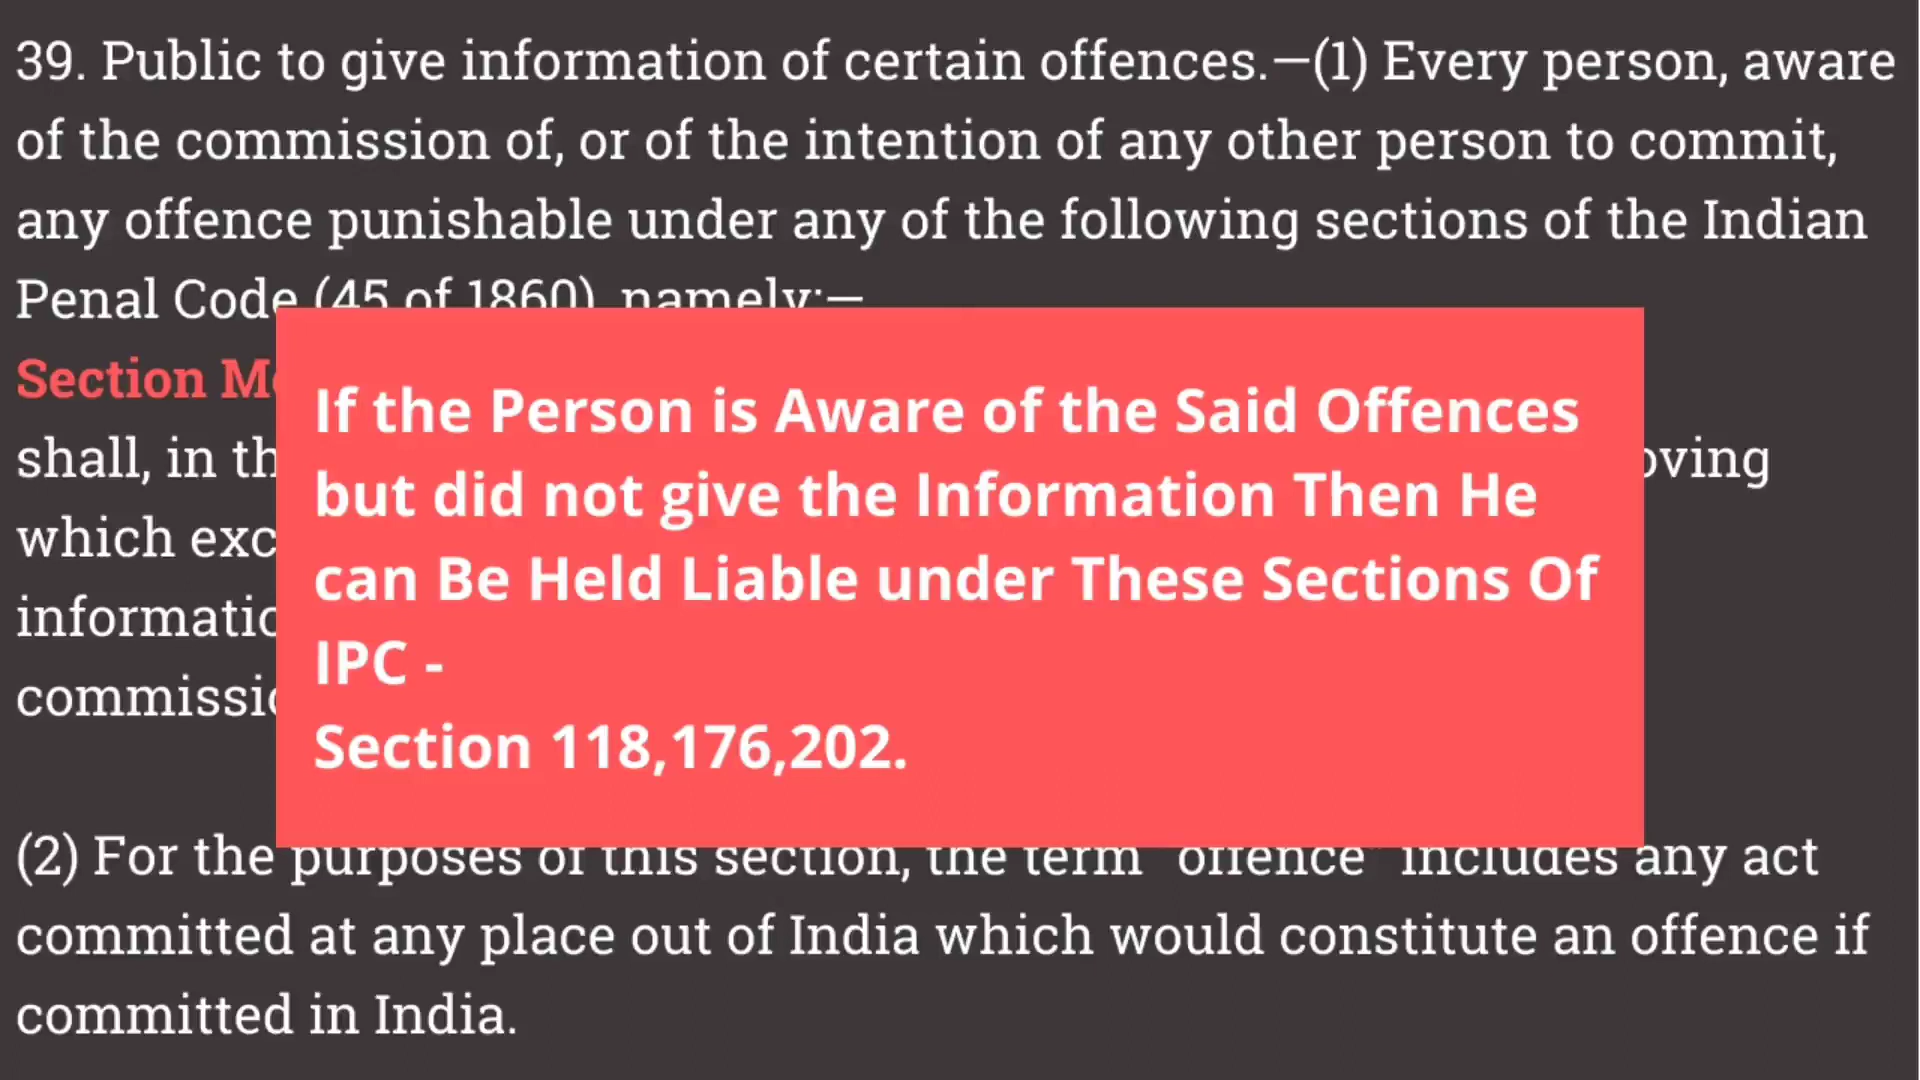 39. Public to give information of certain offences.—(1) Every person, aware
of the commission of, or of the intention of any other person to commit,
any offence punishable under any of the following sections of the Indian
Penal Code (45 of 1860), namely:—
Section
shall, in
which
If the Person is Aware of the Said Offences
but did not give the Information Then He
can Be Held Liable under These Sections Of
IPC -
Section 118,176,202.
(2) For the purposes of this section, the term "offence" includes any act
committed at any place out of India which would constitute an offence if
committed in India.